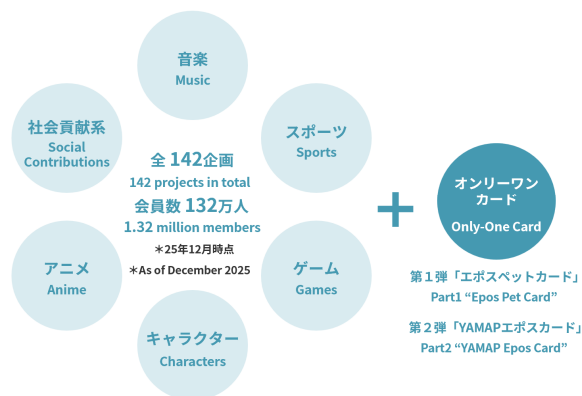 音楽
Music
社会貢献系
Social
Contributions
スポーツ
Sports
全 142企画
142 projects in total
会員数 132万人
1.32 million members
＊25年12月時点
＊As of December 2025
アニメ
Anime
ゲーム
Games
キャラクター
Characters
+
オンリーワン
カード
Only-One Card
第１弾「エポスペットカード」
Part1 “Epos Pet Card”
第２弾「YAMAPエポスカード」
Part2 “YAMAP Epos Card”